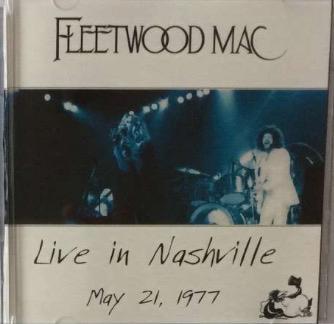 FLEETWOOD MAC
Live in Nashville
May 21, 1977